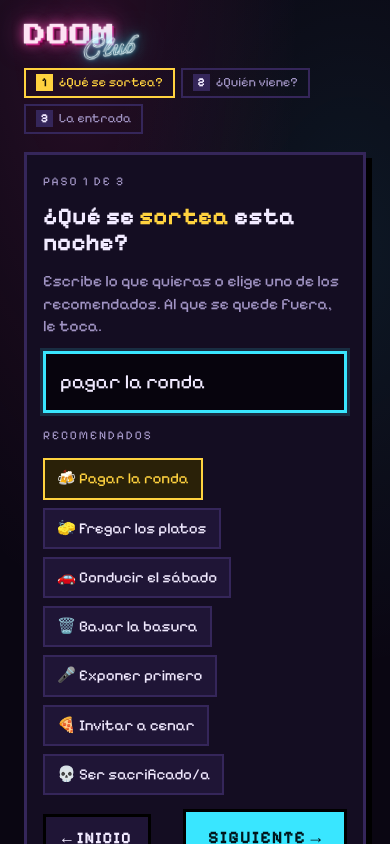 DOOM
Club
1 ¿Qué se sortea?
2 ¿Quién viene?
3 La entrada
PASO 1 DE 3
¿Qué se sortea esta
noche?
Escribe lo que quieras o elige uno de los
recomendados. Al que se quede fuera,
le toca.
pagar la ronda
RECOMENDADOS
🍻 Pagar la ronda
🧽 Fregar los platos
🚗 Conducir el sábado
🗑️ Bajar la basura
🎤 Exponer primero
🍕 Invitar a cenar
💀 Ser sacrificado/a
← INICIO
SIGUIENTE →